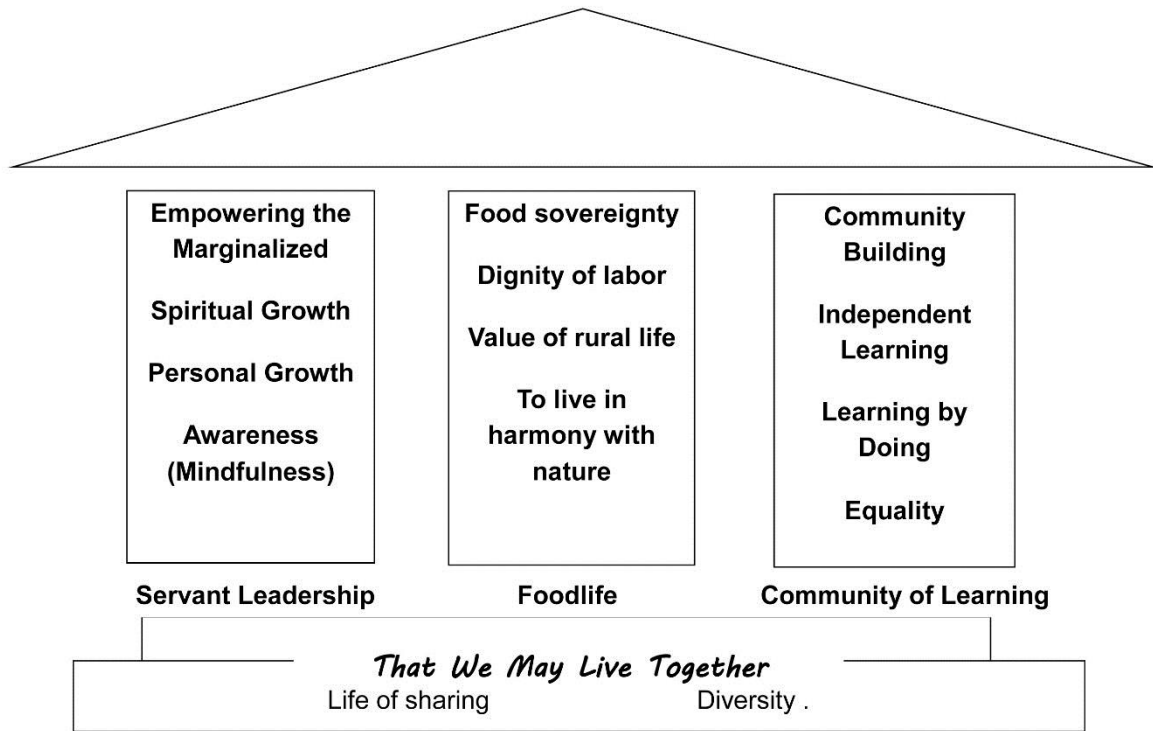 Empowering the
Marginalized
Spiritual Growth
Personal Growth
Awareness
(Mindfulness)
Servant Leadership
Food sovereignty
Dignity of labor
Value of rural life
To live in
harmony with
nature
Foodlife
Community
Building
Independent
Learning
Learning by
Doing
Equality
Community of Learning
That We May Live Together
Life of sharing
Diversity .